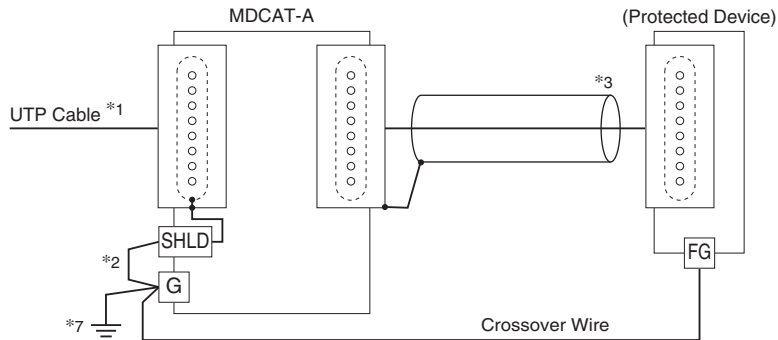 MDCAT-A
(Protected Device)
UTP Cable *1
*3
SHLD
*2
FG
G
*7
Crossover Wire